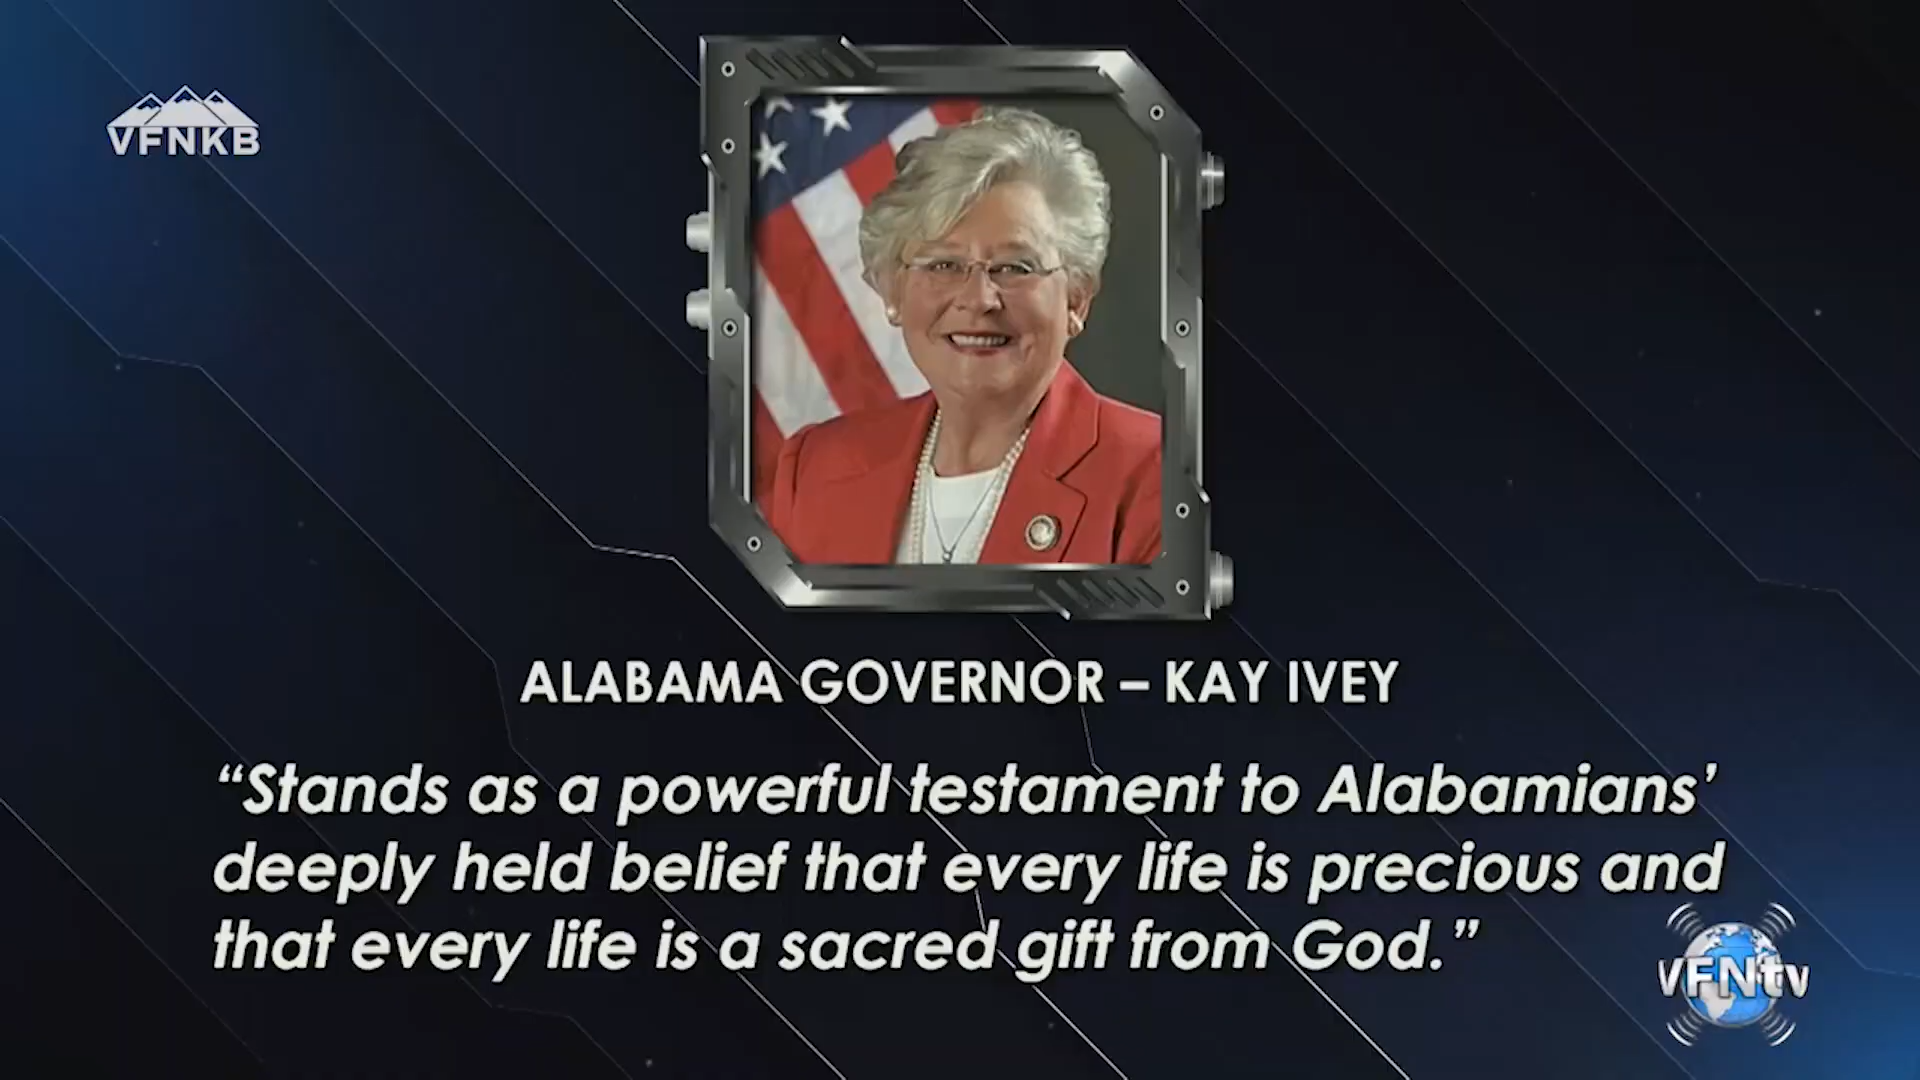 VFNKB
ALABAMA GOVERNOR – KAY IVEY
“Stands as a powerful testament to Alabamians’
deeply held belief that every life is precious and
that every life is a sacred gift from God.”
VFNtv